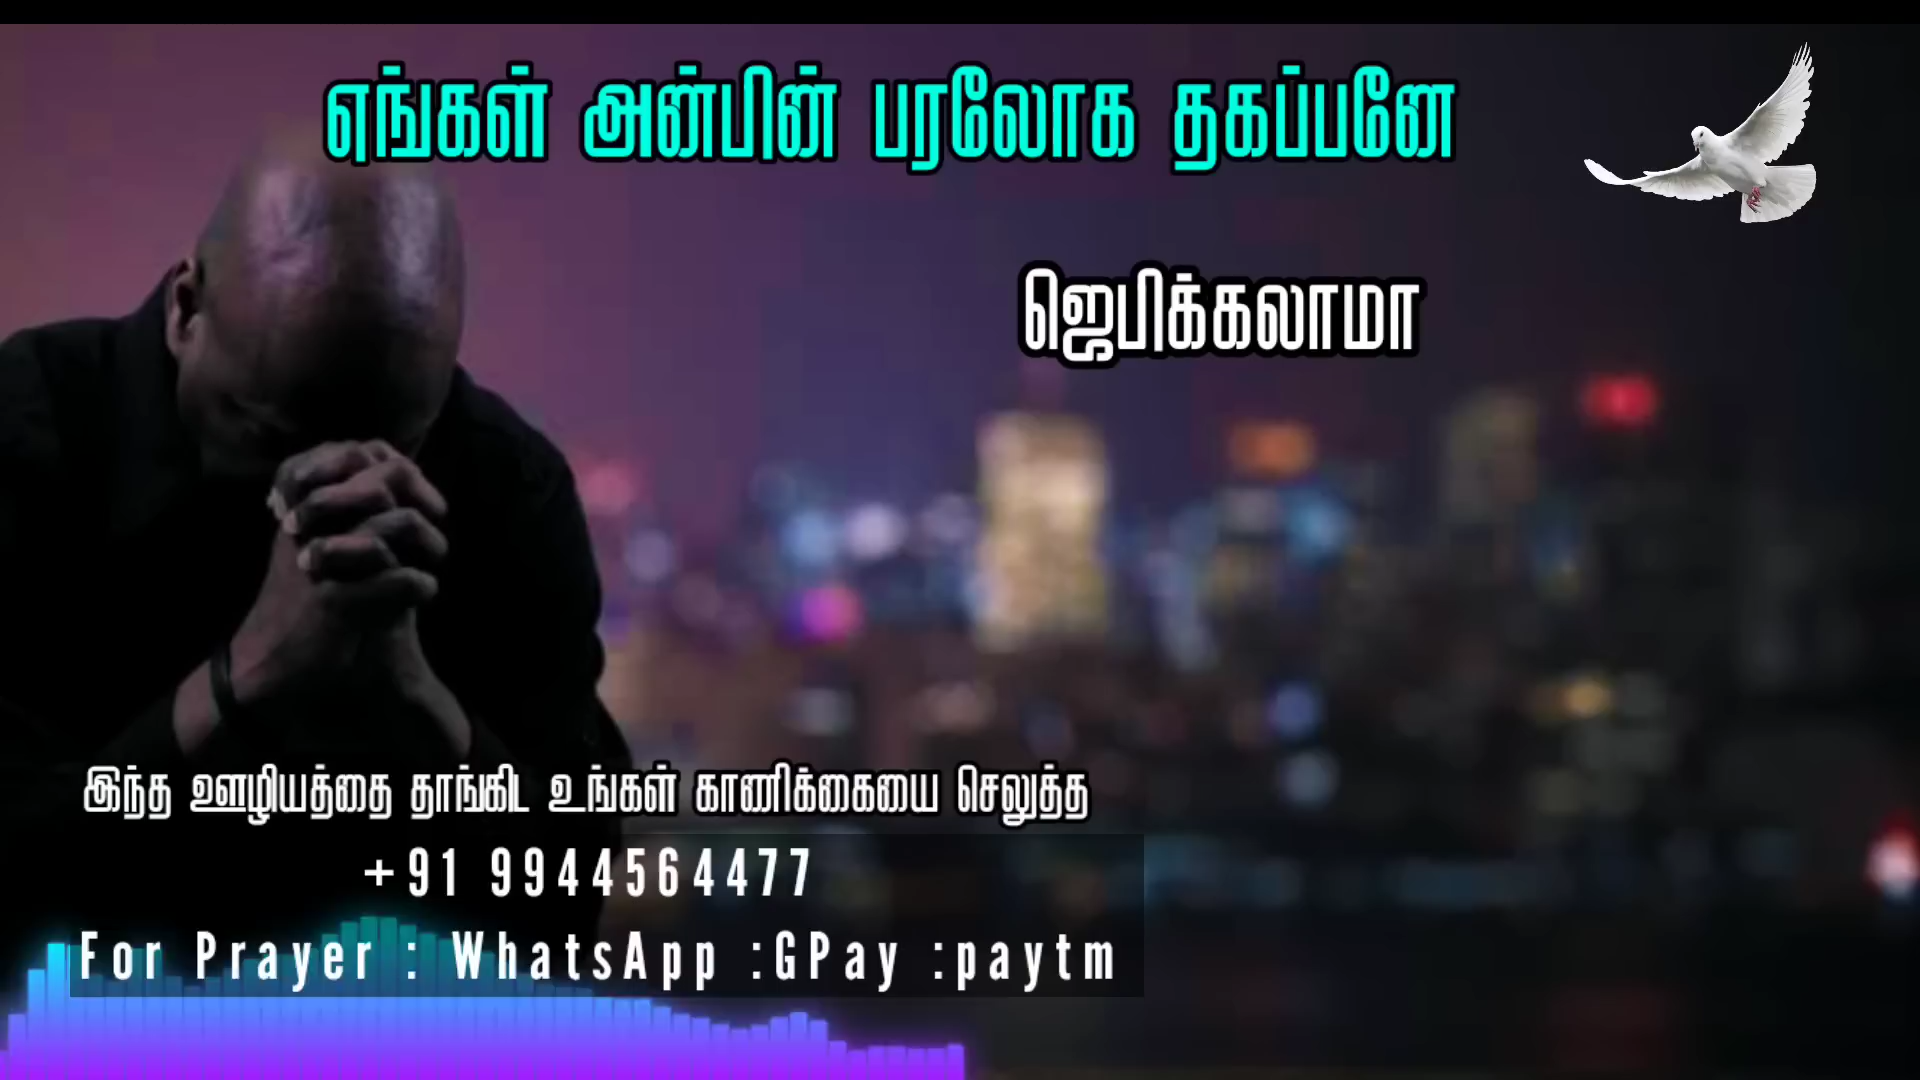 எங்கள் அன்பின் பரலோக தகப்பனே
ஜெபிக்கலாமா
இந்த ஊழியத்தை தாங்கிட உங்கள் காணிக்கையை செலுத்த
+91 9944564477
For Prayer : WhatsApp :GPay :paytm